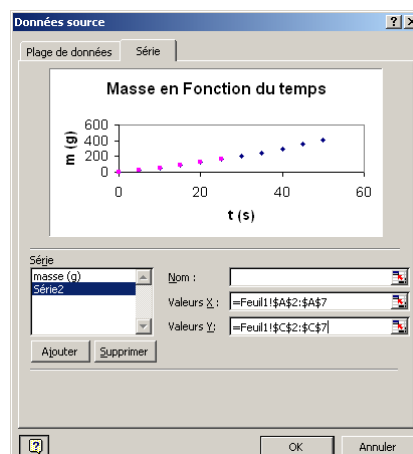 Données source
Plage de données
Série
Masse en Fonction du temps
m (g)
600
400
200
0
0 20 40 60
t (s)
Série
masse (g)
Série2
Nom :
Valeurs X : =Feuil1!$A$2:$A$7
Valeurs Y: =Feuil1!$C$2:$C$7
Ajouter Supprimer
OK Annuler